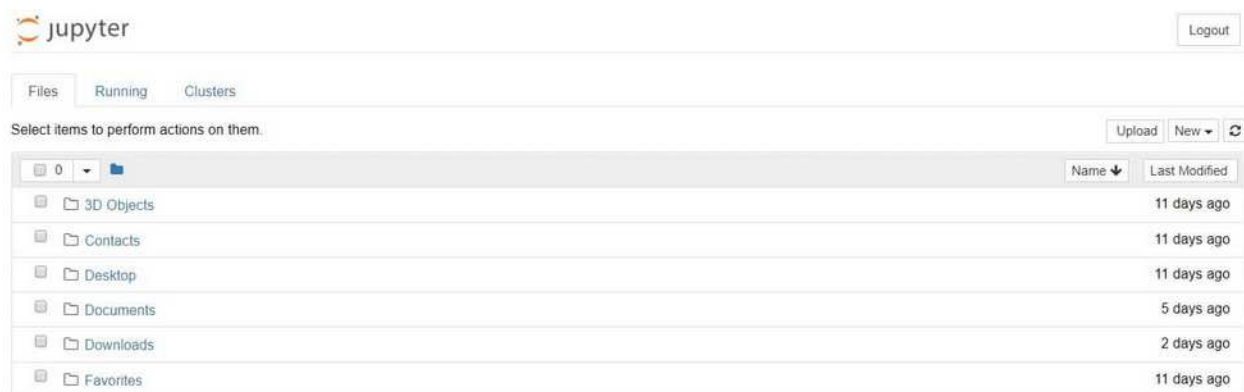 jupyter Logout
Files Running Clusters
Select items to perform actions on them. Upload New
0 Name Last Modified
3D Objects 11 days ago
Contacts 11 days ago
Desktop 11 days ago
Documents 5 days ago
Downloads 2 days ago
Favorites 11 days ago